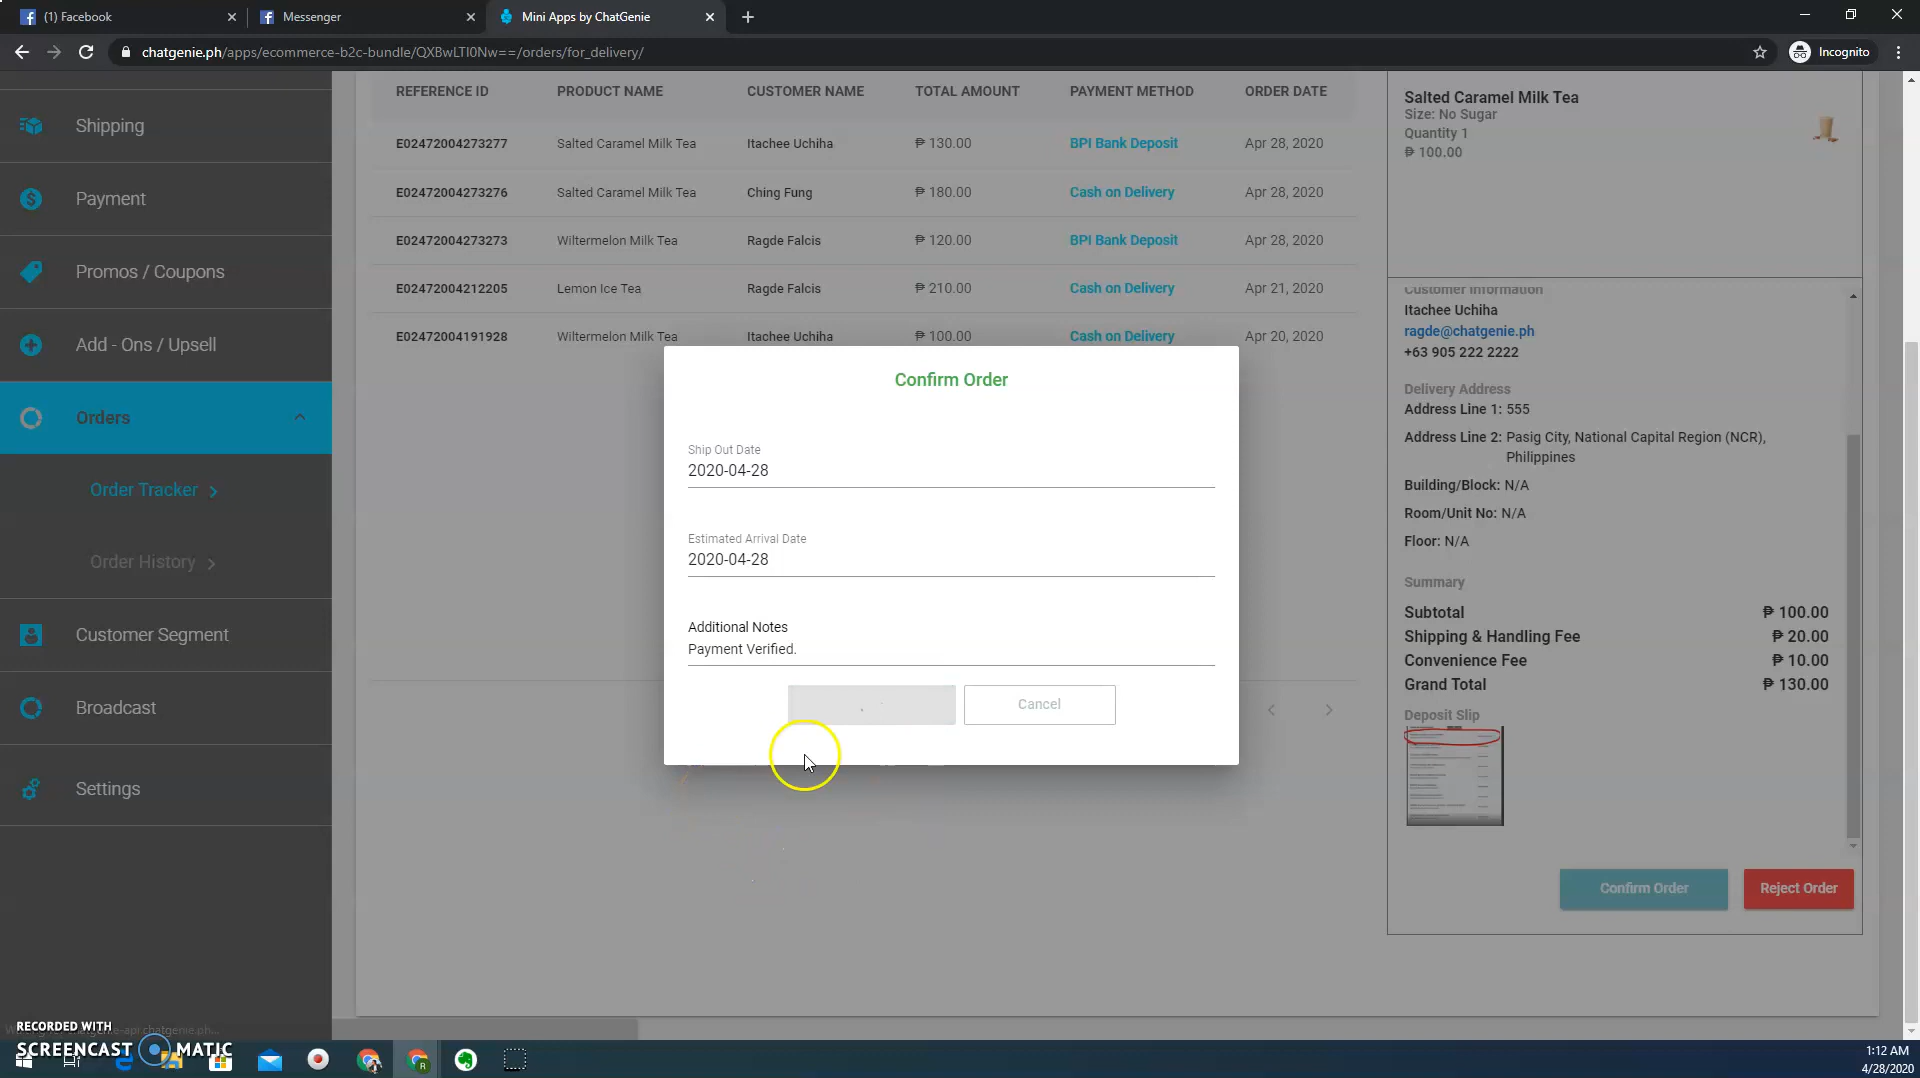 (1) Facebook
Messenger
Mini Apps by ChatGenie
chatgenie.ph/apps/ecommerce-b2c-bundle/QXBwLTI0Nw==/orders/for_delivery/
Incognito
Shipping
Payment
Promos / Coupons
Add - Ons / Upsell
Orders
Order Tracker
Order History
Customer Segment
Broadcast
Settings
REFERENCE ID PRODUCT NAME CUSTOMER NAME TOTAL AMOUNT PAYMENT METHOD ORDER DATE
E02472004273277 Salted Caramel Milk Tea Itachee Uchiha ₱ 130.00 BPI Bank Deposit Apr 28, 2020
E02472004273276 Salted Caramel Milk Tea Ching Fung ₱ 180.00 Cash on Delivery Apr 28, 2020
E02472004273273 Wiltermelon Milk Tea Ragde Falcis ₱ 120.00 BPI Bank Deposit Apr 28, 2020
E02472004212205 Lemon Ice Tea Ragde Falcis ₱ 210.00 Cash on Delivery Apr 21, 2020
E02472004191928 Wiltermelon Milk Tea Itachee Uchiha ₱ 100.00 Cash on Delivery Apr 20, 2020
Confirm Order
Ship Out Date
2020-04-28
Estimated Arrival Date
2020-04-28
Additional Notes
Payment Verified.
Cancel
Salted Caramel Milk Tea
Size: No Sugar
Quantity 1
₱ 100.00
Customer Information
Itachee Uchiha
ragde@chatgenie.ph
+63 905 222 2222
Delivery Address
Address Line 1: 555
Address Line 2: Pasig City, National Capital Region (NCR),
Philippines
Building/Block: N/A
Room/Unit No: N/A
Floor: N/A
Summary
Subtotal ₱ 100.00
Shipping & Handling Fee ₱ 20.00
Convenience Fee ₱ 10.00
Grand Total ₱ 130.00
Deposit Slip
Confirm Order
Reject Order
RECORDED WITH
SCREENCAST MATIC
1:12 AM
4/28/2020